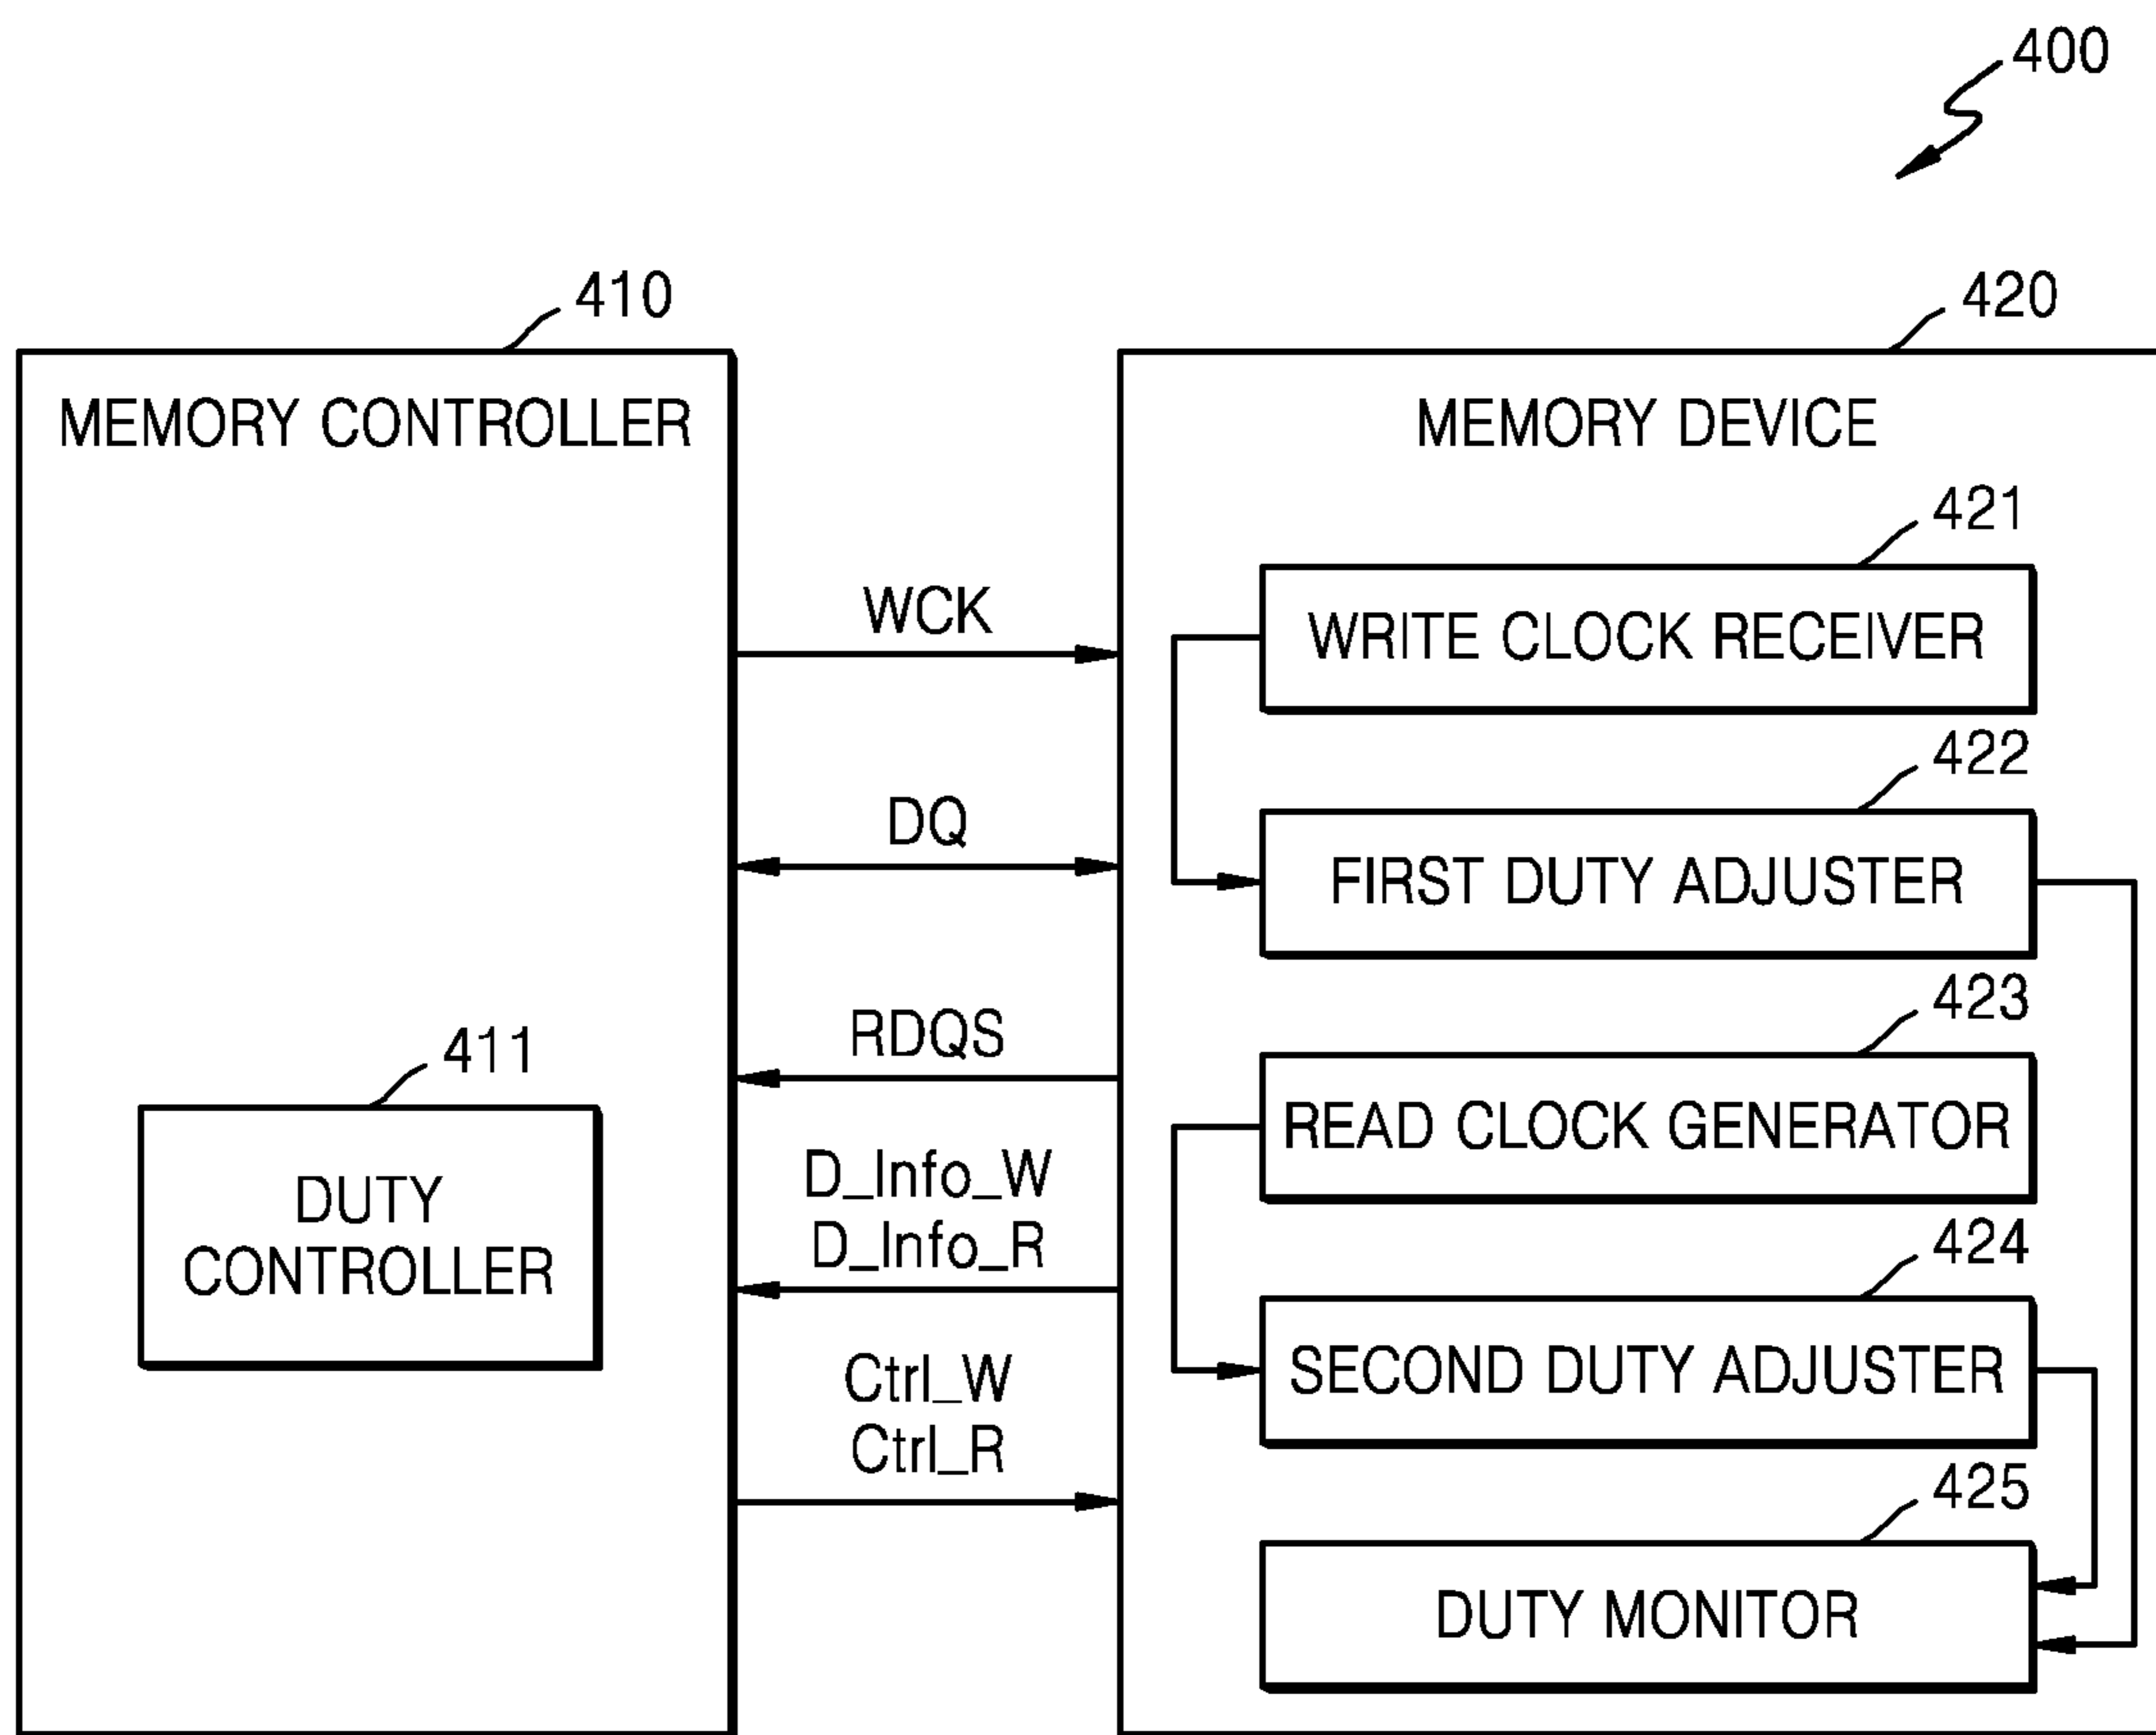 400
410
420
MEMORY CONTROLLER
MEMORY DEVICE
421
WCK
WRITE CLOCK RECEIVER
422
DQ
FIRST DUTY ADJUSTER
423
RDQS
411
READ CLOCK GENERATOR
D_Info_W
D_Info_R
DUTY
CONTROLLER
424
SECOND DUTY ADJUSTER
Ctrl_W
Ctrl_R
425
DUTY MONITOR